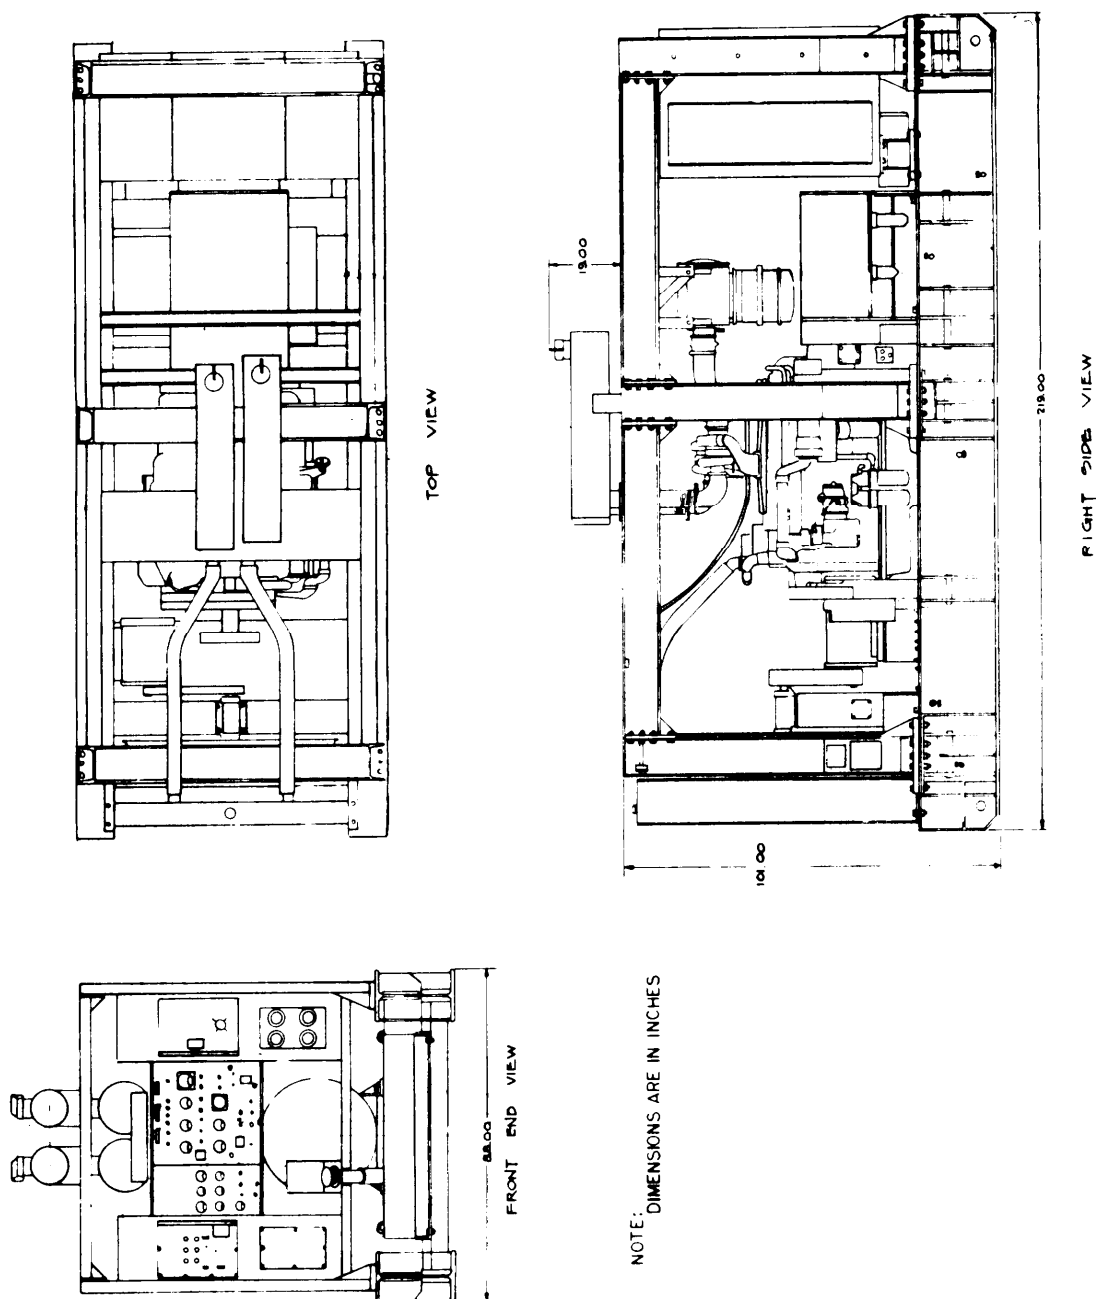 TOP VIEW
19.00
219.00
101.00
RIGHT SIDE VIEW
88.00
FRONT END VIEW
NOTE:
DIMENSIONS ARE IN INCHES